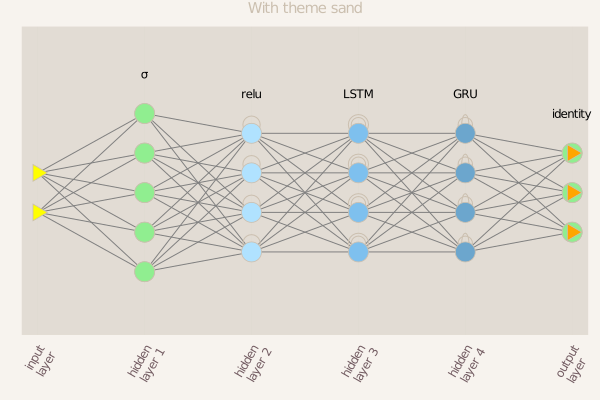 With theme sand
σ
relu
LSTM
GRU
identity
input
layer
hidden
layer 1
hidden
layer 2
hidden
layer 3
hidden
layer 4
output
layer